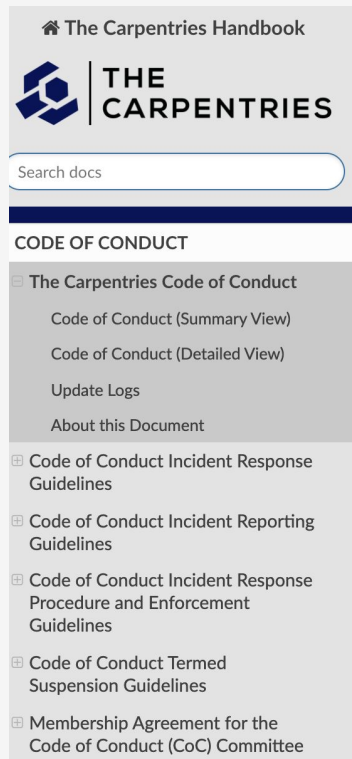 The Carpentries Handbook
THE
CARPENTRIES
Search docs
CODE OF CONDUCT
The Carpentries Code of Conduct
Code of Conduct (Summary View)
Code of Conduct (Detailed View)
Update Logs
About this Document
Code of Conduct Incident Response
Guidelines
Code of Conduct Incident Reporting
Guidelines
Code of Conduct Incident Response
Procedure and Enforcement
Guidelines
Code of Conduct Termed
Suspension Guidelines
Membership Agreement for the
Code of Conduct (CoC) Committee